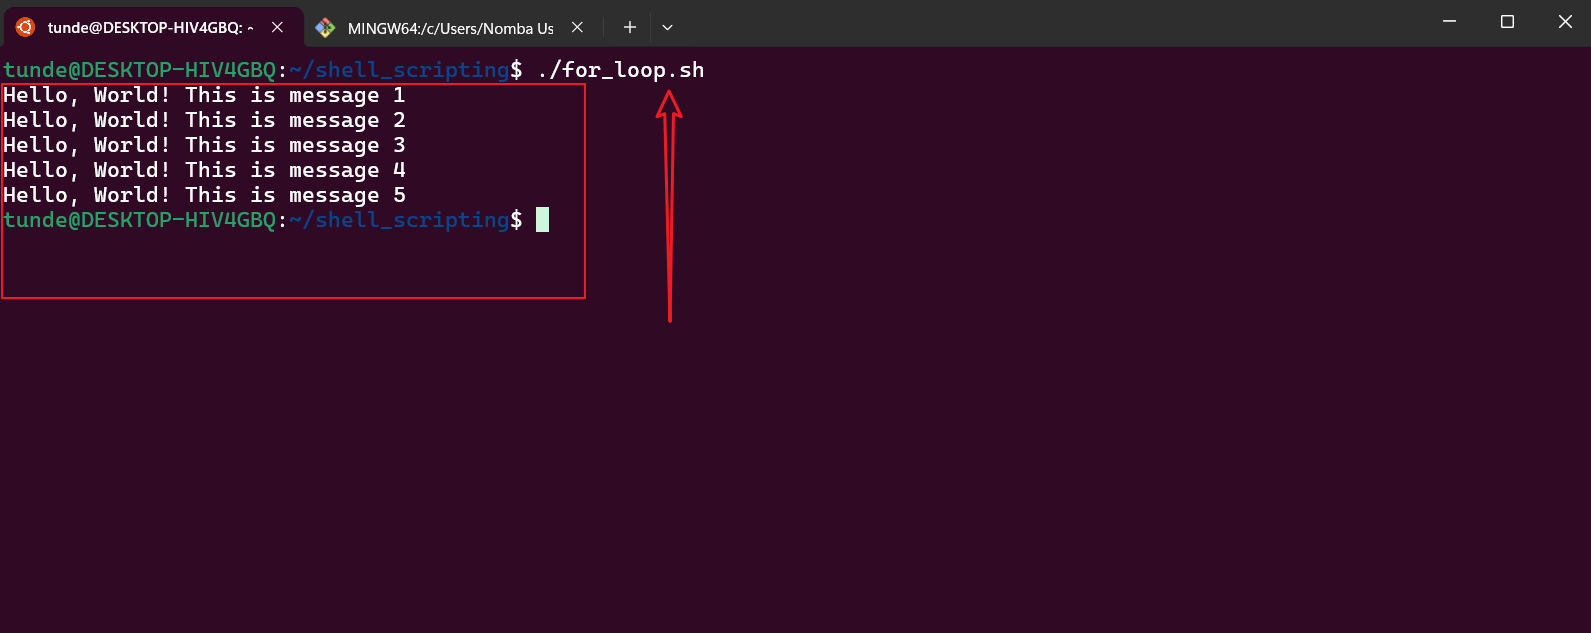 tunde@DESKTOP-HIV4GBQ: ~
MINGW64:/c/Users/Nomba Us
tunde@DESKTOP-HIV4GBQ:~/shell_scripting$ ./for_loop.sh
Hello, World! This is message 1
Hello, World! This is message 2
Hello, World! This is message 3
Hello, World! This is message 4
Hello, World! This is message 5
tunde@DESKTOP-HIV4GBQ:~/shell_scripting$